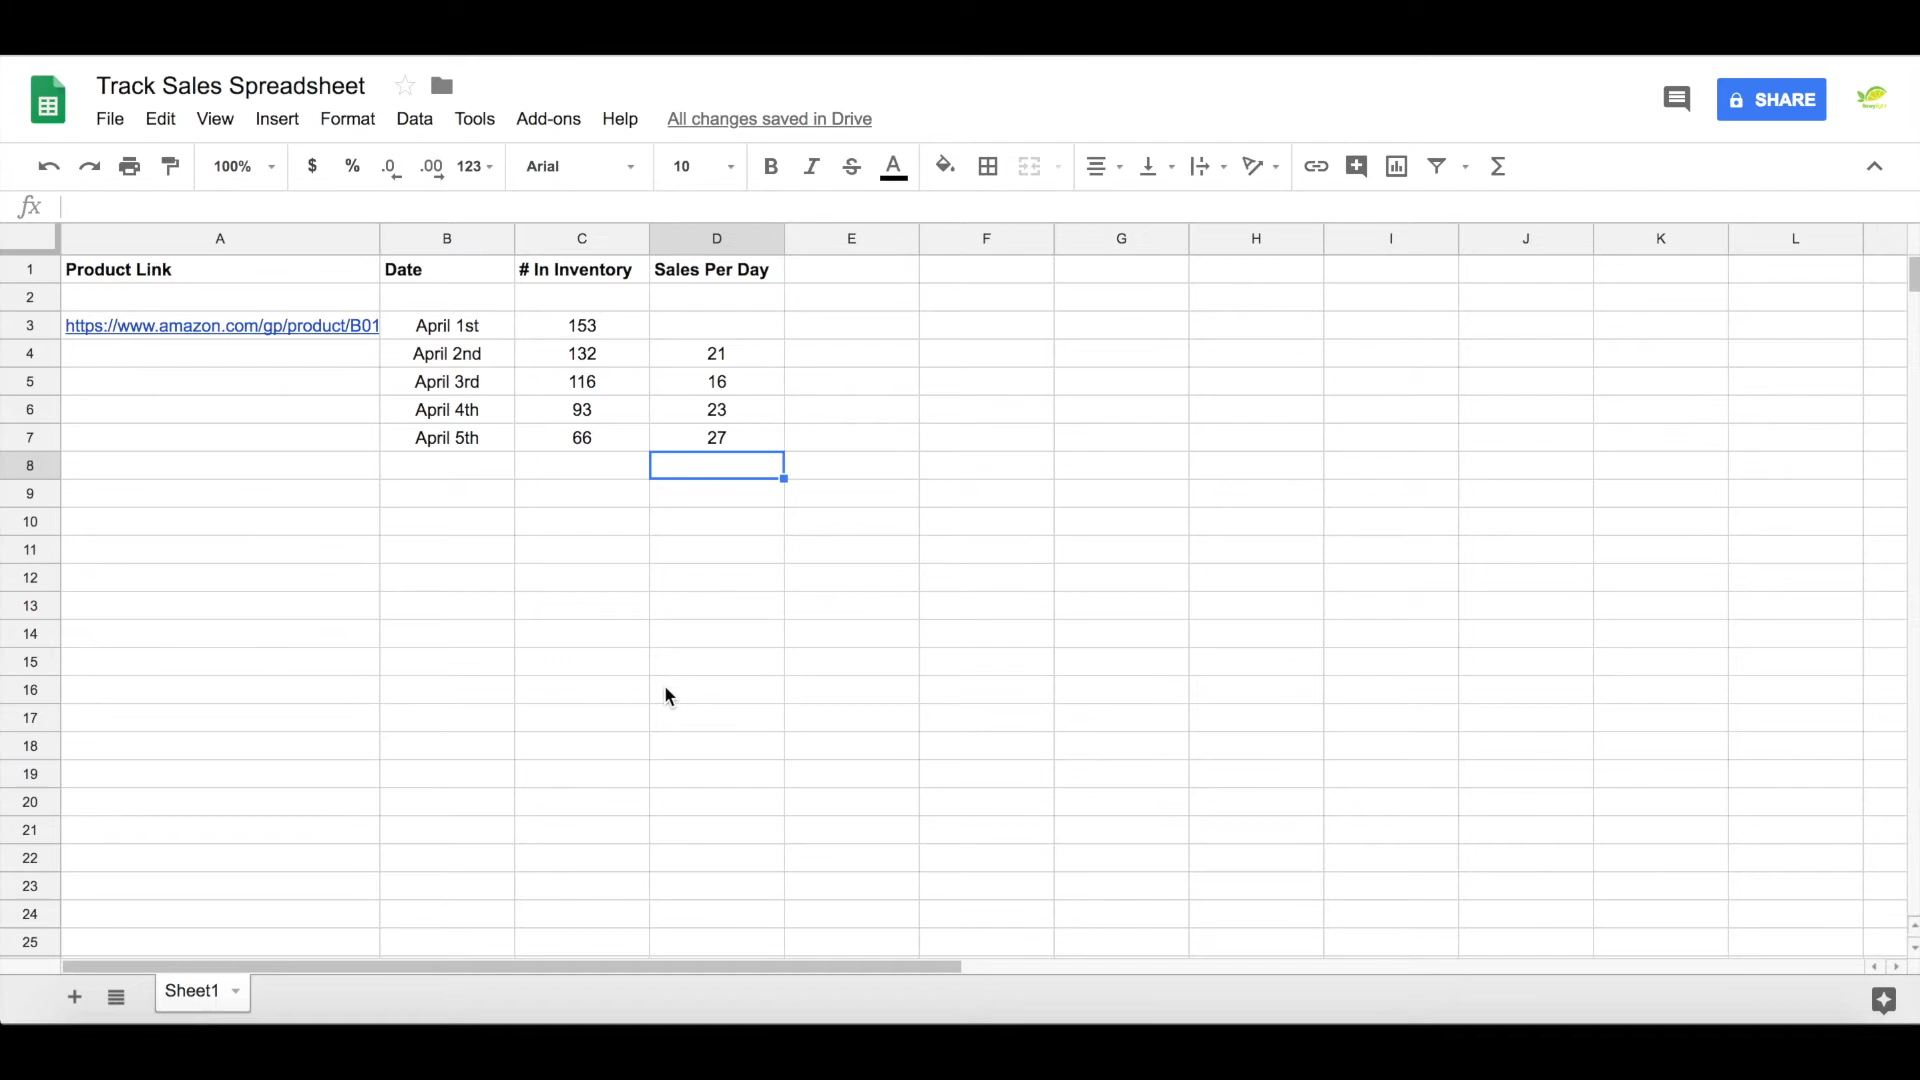 Track Sales Spreadsheet
SHARE
File Edit View Insert Format Data Tools Add-ons Help All changes saved in Drive
100% $ % .0 .00 123 Arial 10 B I S A Σ
fx
A B C D E F G H I J K L
1 Product Link Date # In Inventory Sales Per Day
2
3 https://www.amazon.com/gp/product/B01 April 1st 153
4 April 2nd 132 21
5 April 3rd 116 16
6 April 4th 93 23
7 April 5th 66 27
8
9
10
11
12
13
14
15
16
17
18
19
20
21
22
23
24
25
+ Sheet1